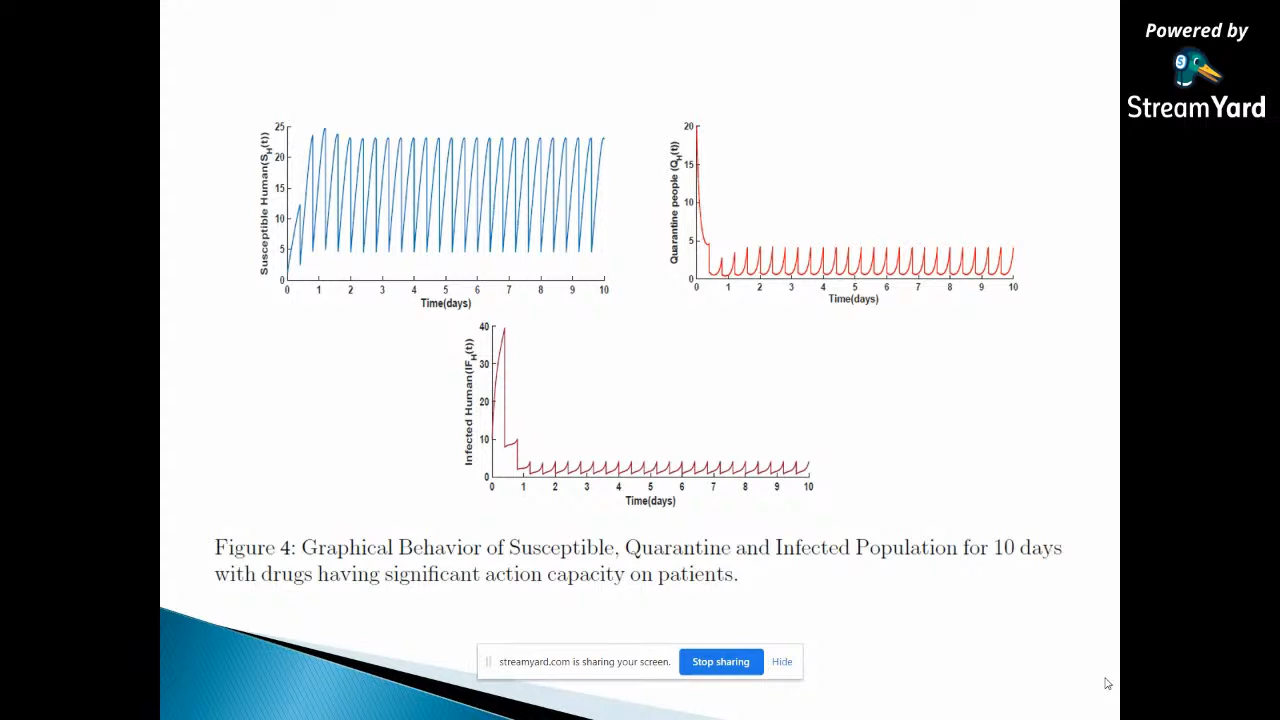 Powered by
StreamYard
25
20
15
10
5
0
Susceptible Human(S_H(t))
0 1 2 3 4 5 6 7 8 9 10
Time(days)
20
15
10
5
0
Quarantine people (Q_H(t))
0 1 2 3 4 5 6 7 8 9 10
Time(days)
40
30
20
10
0
Infected Human(IF_H(t))
0 1 2 3 4 5 6 7 8 9 10
Time(days)
Figure 4: Graphical Behavior of Susceptible, Quarantine and Infected Population for 10 days
with drugs having significant action capacity on patients.
streamyard.com is sharing your screen. Stop sharing Hide